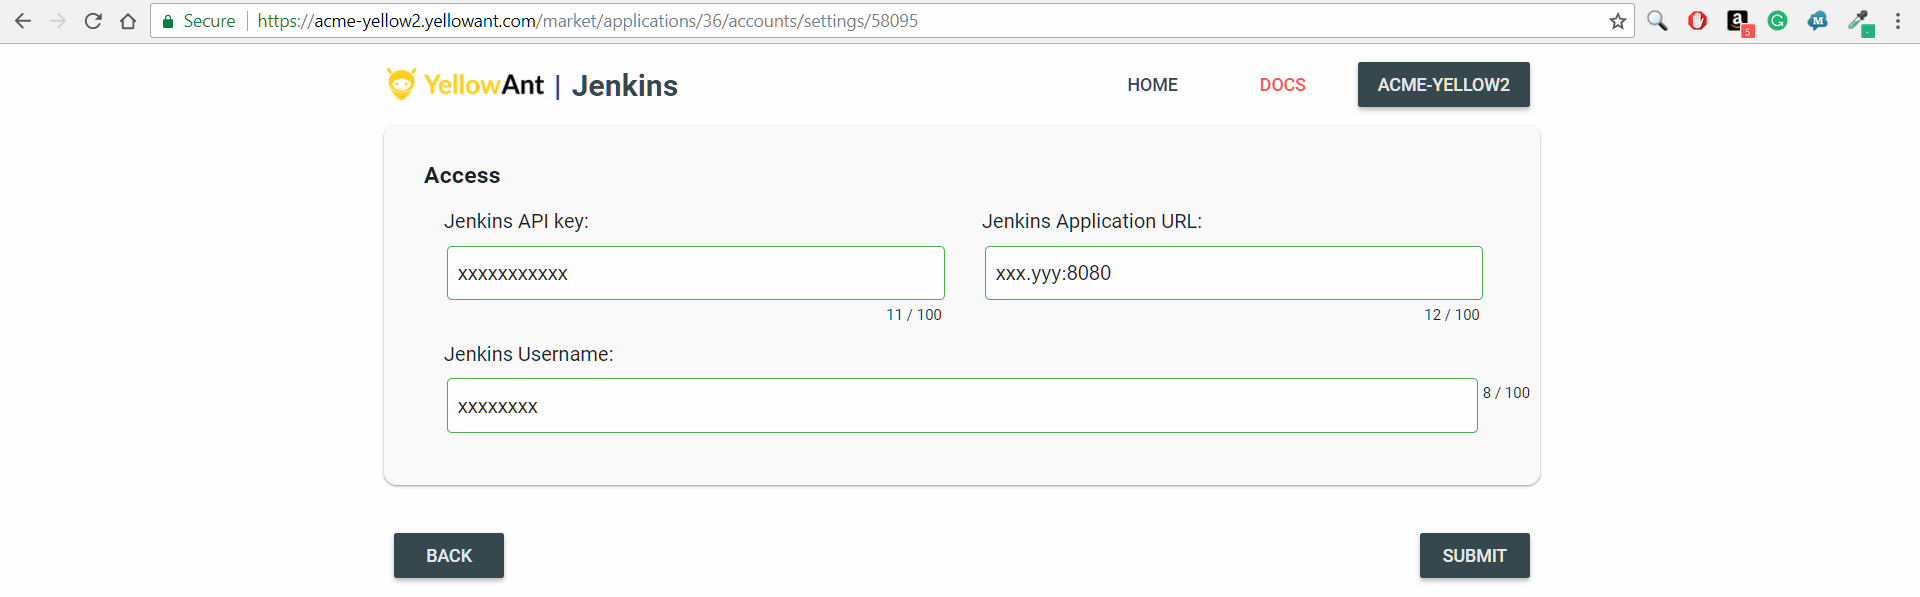 Secure https://acme-yellow2.yellowant.com/market/applications/36/accounts/settings/58095
a 5 G M
YellowAnt | Jenkins HOME DOCS ACME-YELLOW2
Access
Jenkins API key: Jenkins Application URL:
xxxxxxxxxxx xxx.yyy:8080
11 / 100 12 / 100
Jenkins Username:
xxxxxxxx 8 / 100
BACK SUBMIT